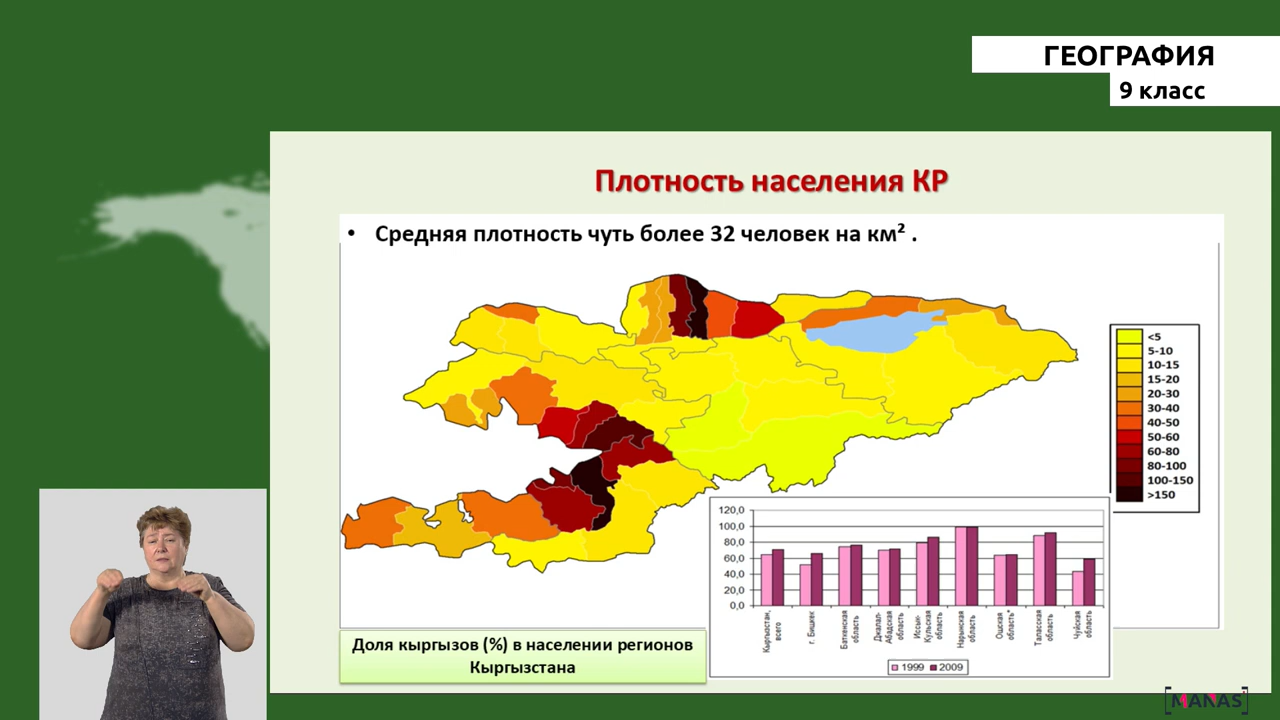 ГЕОГРАФИЯ
9 класс
Плотность населения КР
• Средняя плотность чуть более 32 человек на км² .
<5
5-10
10-15
15-20
20-30
30-40
40-50
50-60
60-80
80-100
100-150
>150
120,0
100,0
80,0
60,0
40,0
20,0
0,0
Кыргызстан,
всего
г. Бишкек
Баткенская
область
Джалал-
Абадская
область
Иссык-
Кульская
область
Нарынская
область
Ошская
область*
Таласская
область
Чуйская
область
1999
2009
Доля кыргызов (%) в населении регионов
Кыргызстана
MANAS